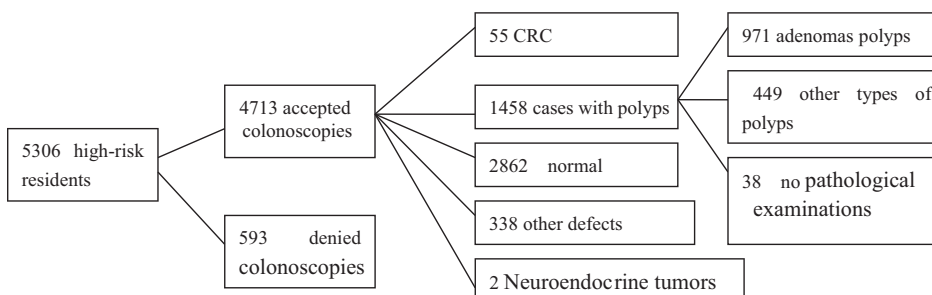 5306 high-risk
residents
4713 accepted
colonoscopies
593 denied
colonoscopies
55 CRC
1458 cases with polyps
2862 normal
338 other defects
2 Neuroendocrine tumors
971 adenomas polyps
449 other types of
polyps
38 no pathological
examinations